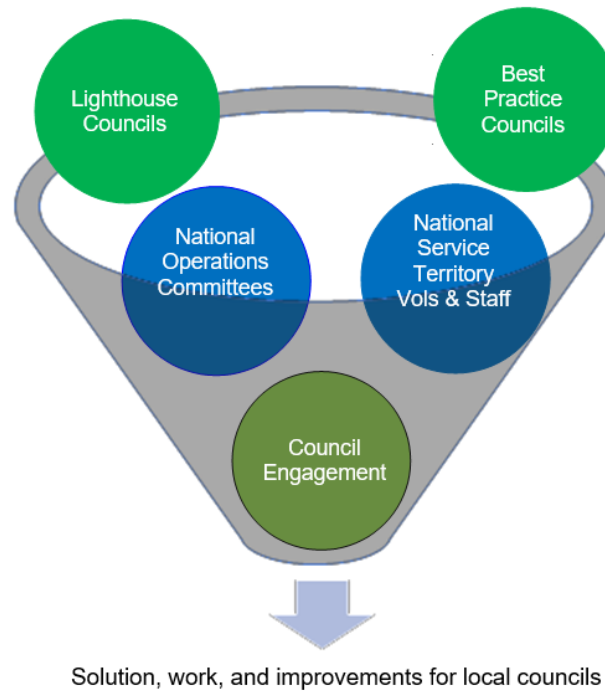 Lighthouse
Councils
Best
Practice
Councils
National
Operations
Committees
National
Service
Territory
Vols & Staff
Council
Engagement
Solution, work, and improvements for local councils